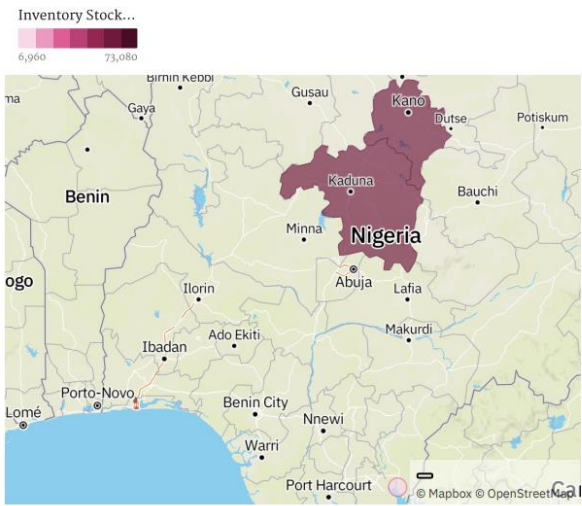 Inventory Stock...
6,960 73,080
Birnin Kebbi
Gusau
Kano
ma
Gaya
Dutse
Potiskum
Kaduna
Benin
Bauchi
Minna
Nigeria
ogo
Ilorin
Abuja
Lafia
Makurdi
Ado Ekiti
Ibadan
Porto-Novo
Benin City
Lomé
Nnewi
Warri
Port Harcourt
© Mapbox © OpenStreetMap
Car